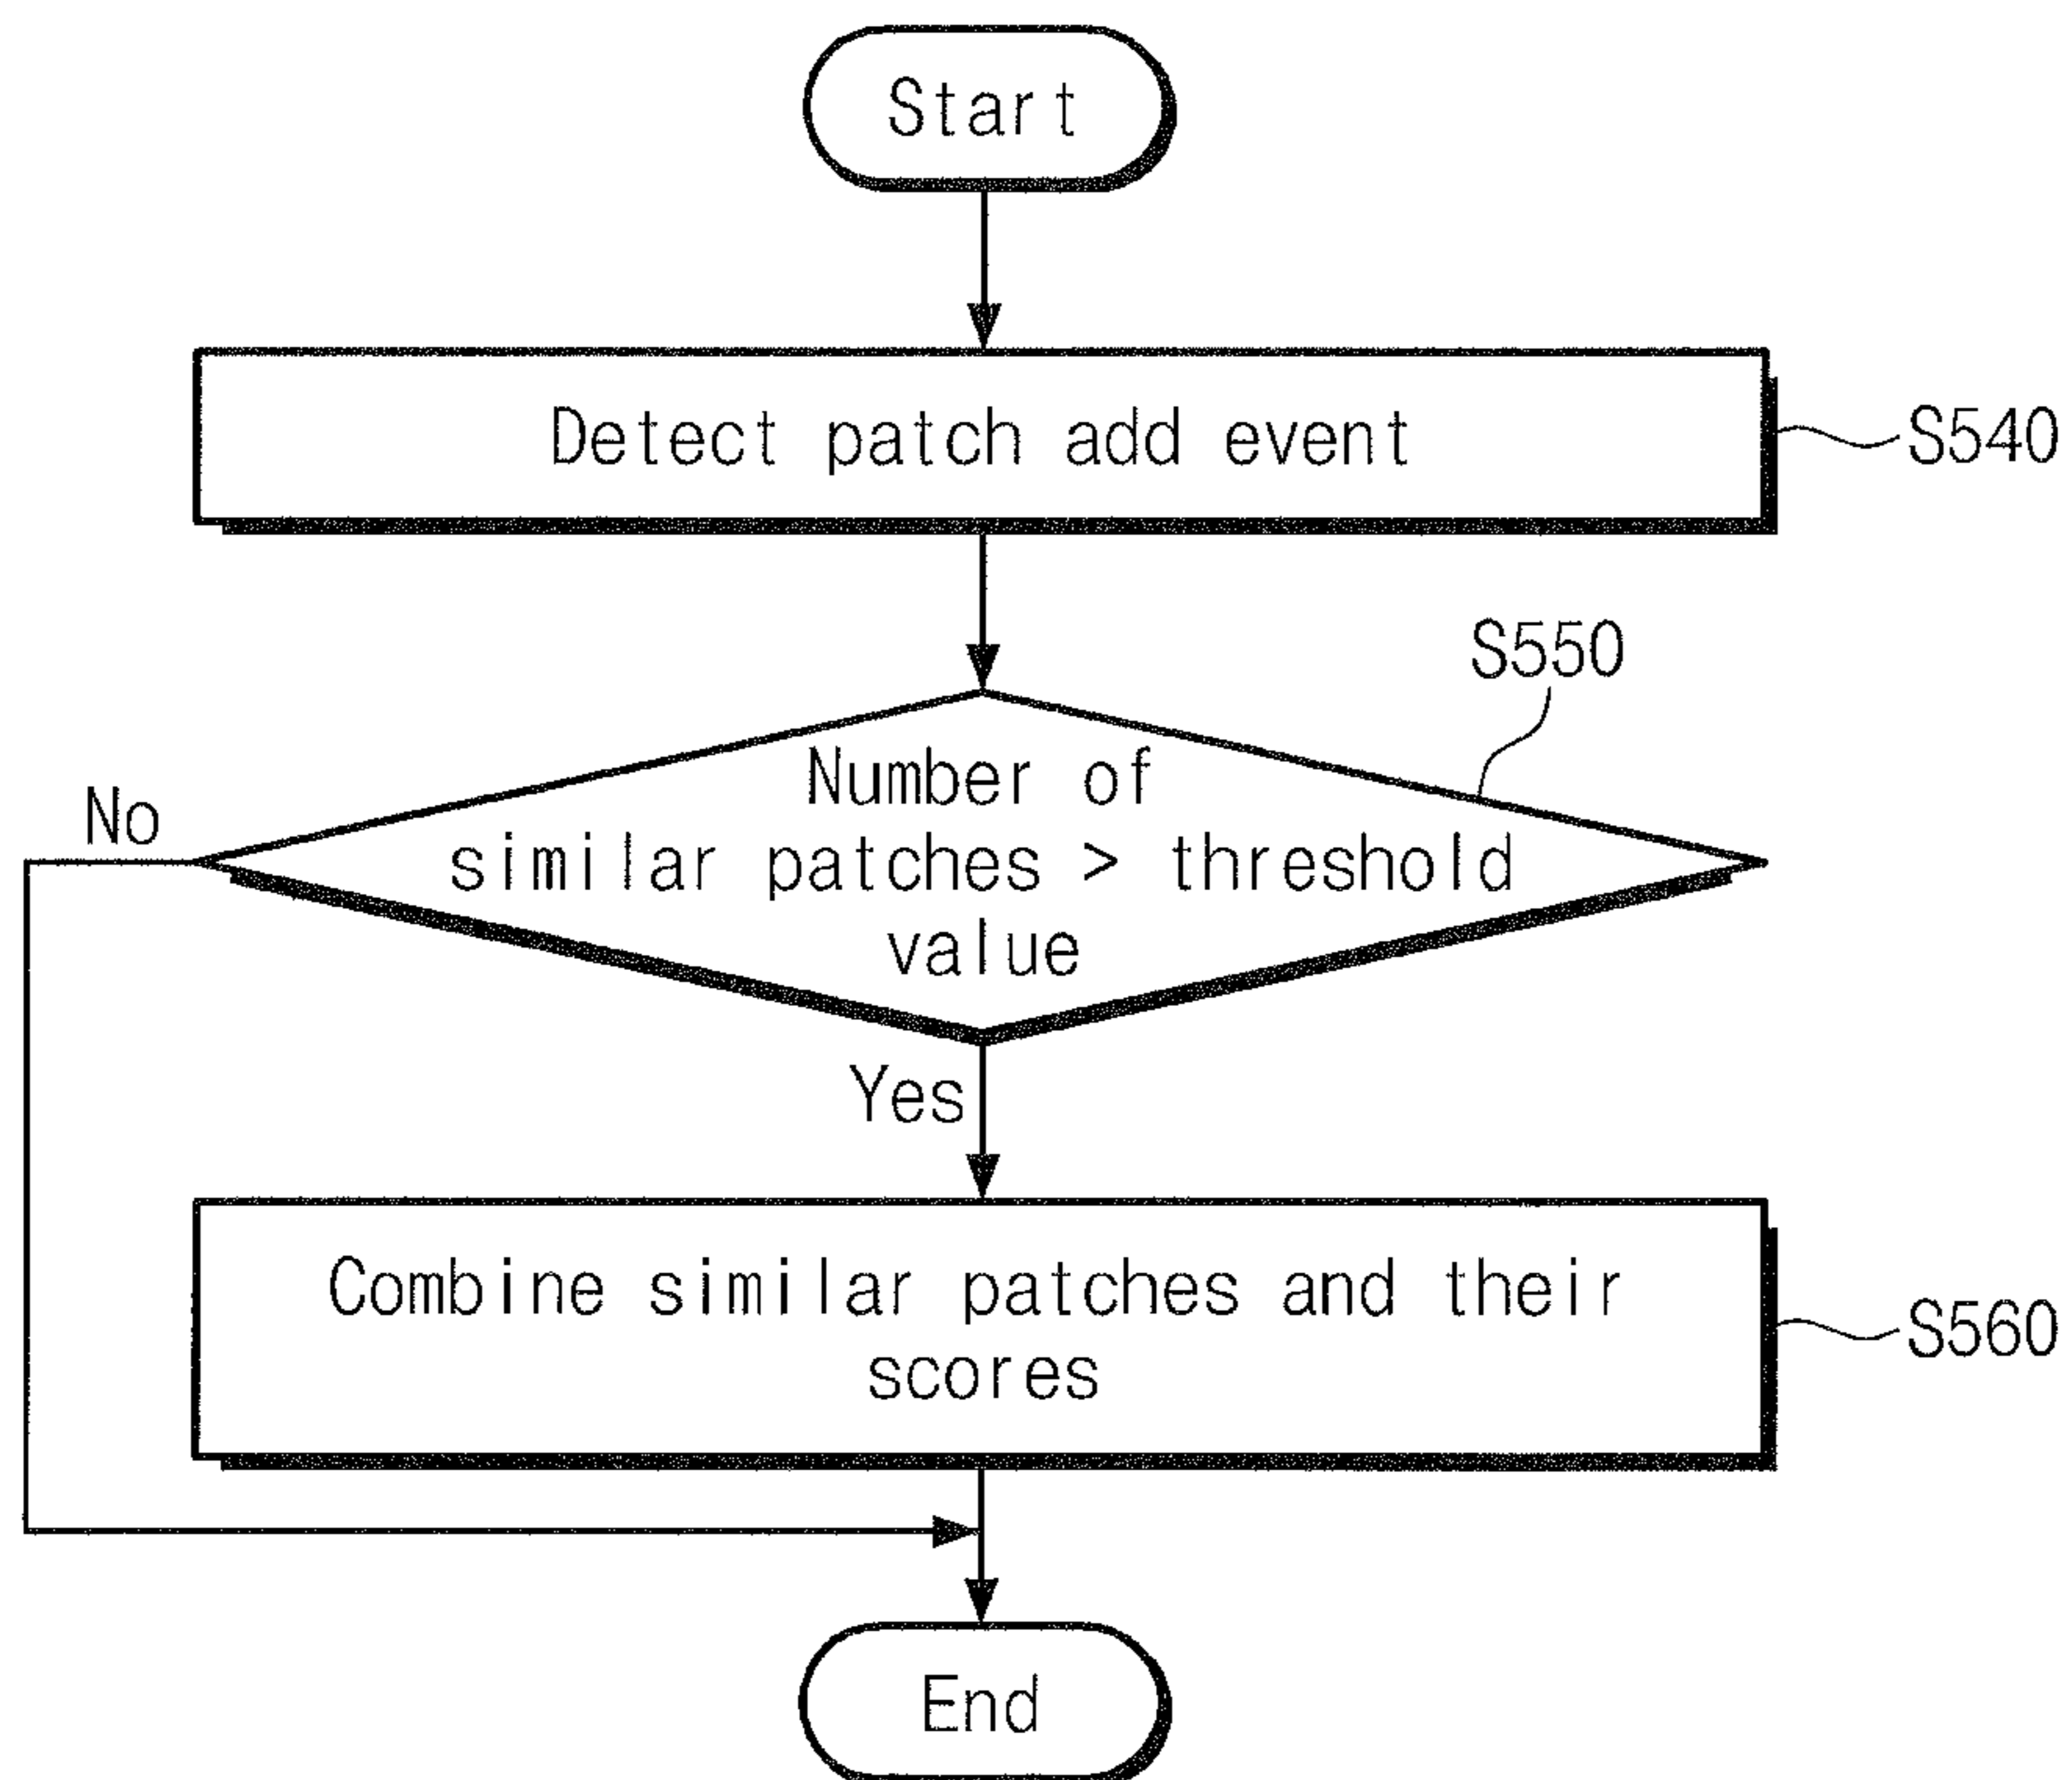 Start
Detect patch add event
S540
S550
Number of
similar patches > threshold
value
No
Yes
Combine similar patches and their
scores
S560
End